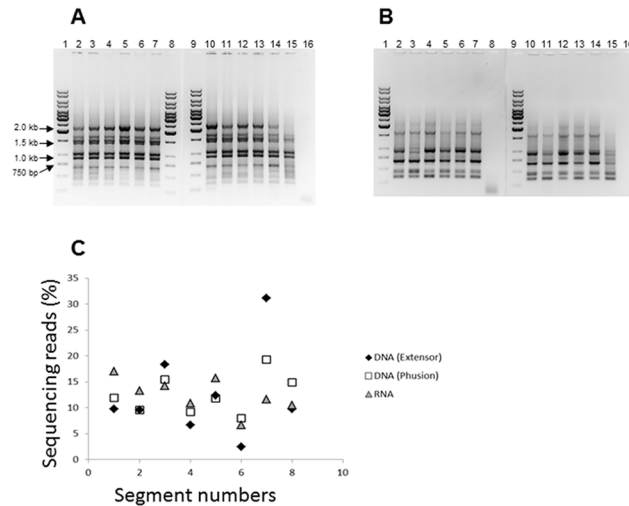 A
1 2 3 4 5 6 7 8 9 10 11 12 13 14 15 16
2.0 kb
1.5 kb
1.0 kb
750 bp
B
1 2 3 4 5 6 7 8 9 10 11 12 13 14 15 16
C
Sequencing reads (%)
35
30
25
20
15
10
5
0
0 2 4 6 8 10
Segment numbers
DNA (Extensor)
DNA (Phusion)
RNA